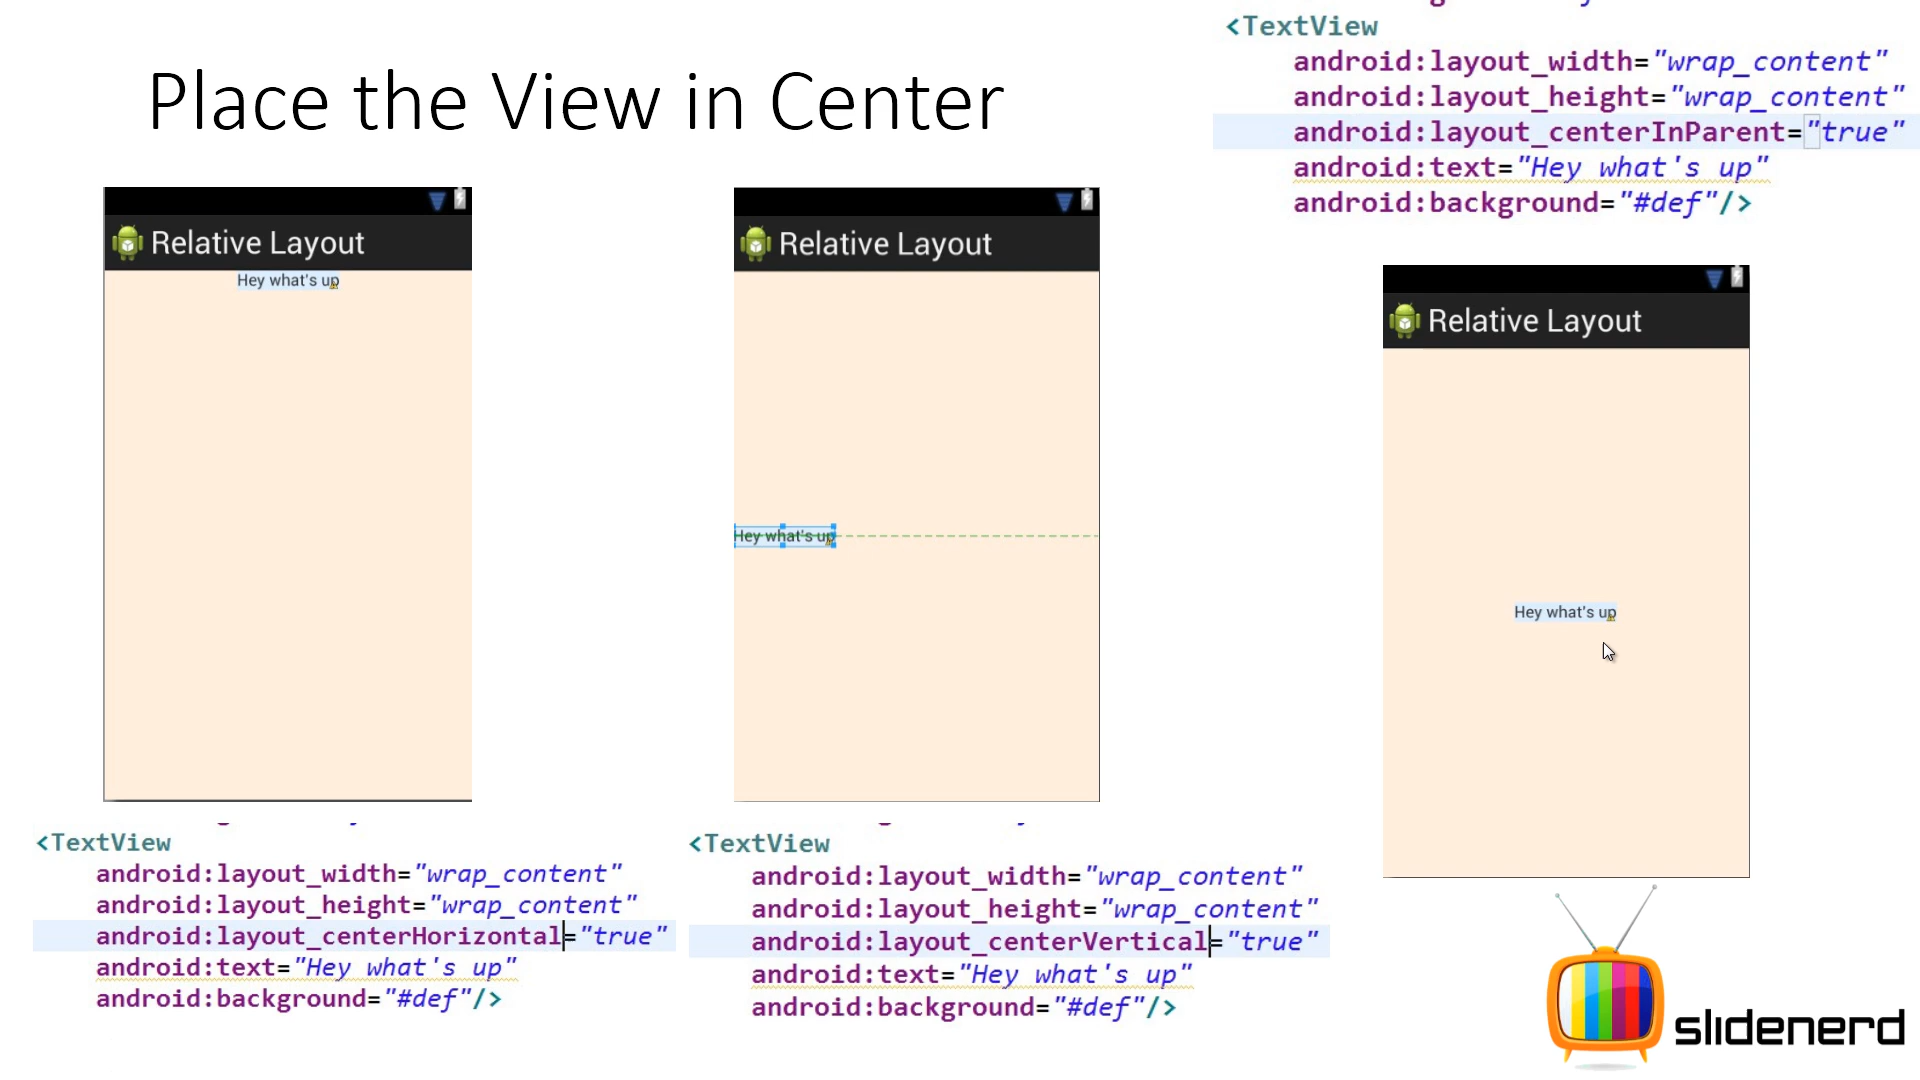 Place the View in Center
<TextView
android:layout_width="wrap_content"
android:layout_height="wrap_content"
android:layout_centerInParent="true"
android:text="Hey what's up"
android:background="#def"/>
Relative Layout
Hey what's up
Relative Layout
Hey what's up
Relative Layout
Hey what's up
<TextView
android:layout_width="wrap_content"
android:layout_height="wrap_content"
android:layout_centerHorizontal="true"
android:text="Hey what's up"
android:background="#def"/>
<TextView
android:layout_width="wrap_content"
android:layout_height="wrap_content"
android:layout_centerVertical="true"
android:text="Hey what's up"
android:background="#def"/>
slidenerd